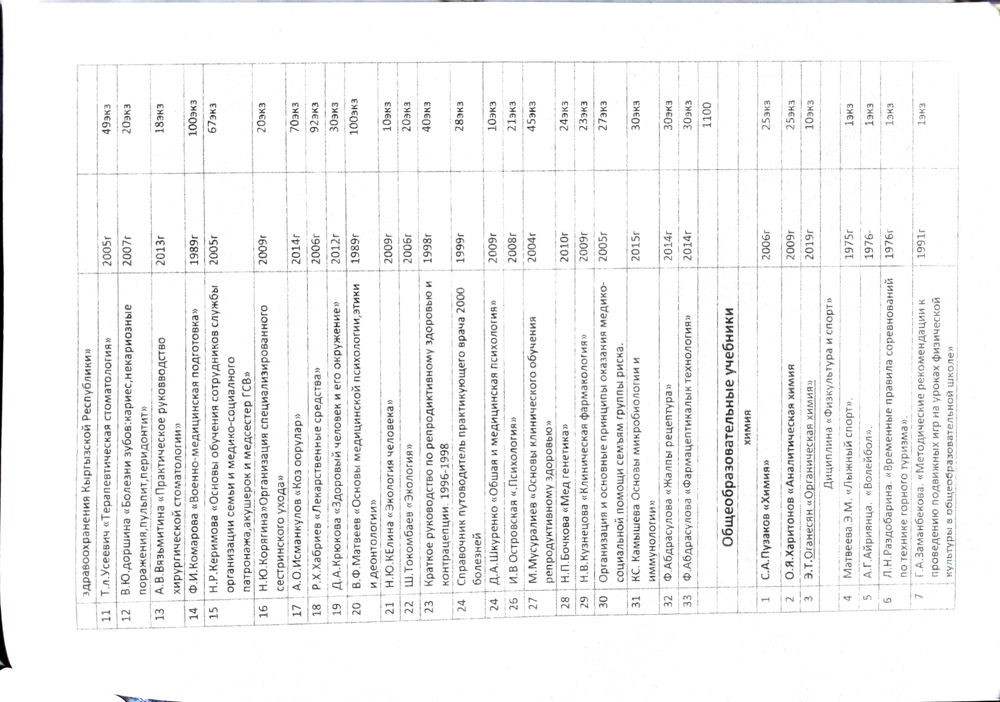 здравоохранения Кыргызской Республики»
11 Т.л.Усеевич «Терапевтическая стоматология» 2005г 49экз
12 В.Ю.доршина «Болезни зубов:кариес,некариозные 2007г 20экз
поражения,пульпит,перидонтит»
13 А.В.Вязьмитина «Практическое руковводство 2013г 18экз
хирургической стоматологии»
14 Ф.И.Комарова «Военно-медицинская подготовка» 1989г 100экз
15 Н.Р.Керимова «Основы обучения сотрудников службы 2005г 67экз
организации семьи и медико-социального
патронажа,акушерок и медсестер ГСВ»
16 Н.Ю.Корягина»Организация специализированного 2009г 20экз
сестринского ухода»
17 А.О.Исманкулов «Коз оорулар» 2014г 70экз
18 Р.Х.Хабриев «Лекарственные средства» 2006г 92экз
19 Д.А.Крюкова «Здоровый человек и его окружение» 2012г 30экз
20 В.Ф.Матвеев «Основы медицинской психологии,этики 1989г 100экз
и деонтологии»
21 Н.Ю.КЕлина «Экология человека» 2009г 10экз
22 Ш.Токомбаев «Экология» 2006г 20экз
23 Краткое руководство по репродиктивному здоровью и 1998г 40экз
контрацепции. 1996-1998
24 Справочник путоводитель практикующего врача 2000 1999г 28экз
болезней
24 Д.А.Шкуренко «Обшая и медицинская психология» 2009г 10экз
26 И.В Островская «.Психология» 2008г 21экз
27 М.Мусуралиев «Основы клинического обучения 2004г 45экз
репродуктивному здоровью»
28 Н.П.Бочкова «Мед генетика» 2010г 24экз
29 Н.В.Кузнецова «Клиническая фармакология» 2009г 23экз
30 Организация и основные принципы оказания медико- 2005г 27экз
социальной помощи семъям группы риска.
31 КС. Камышева Основы микробиологии и 2015г 30экз
иммунологии»
32 Ф.Абдрасулова «Жалпы рецептура» 2014г 30экз
33 Ф.Абдрасулова «Фармацептикалык технология» 2014г 30экз
1100
Общеобразовательные учебники
химия
1 С.А.Пузаков «Химия» 2006г 25экз
2 О.Я.Харитонов «Аналитическая химия 2009г 25экз
3 Э.Т.Оганесян «Органическая химия» 2019г 10экз
Дициплина «Физкультура и спорт»
4 Матвеева.Э.М. «Лыжный спорт». 1975г 1экз
5 А.Г.Айриянца. «Волейбол». 1976- 1экз
6 Л.Н.Раздобарина. «Временные правила соревнований 1976г 1экз
по технике горного туризма».
7 Г.А.Заманбекова. «Методические рекомендации к 1991г 1экз
проведению подвижных игр на уроках физической
культуры в общеобразовательной школе»